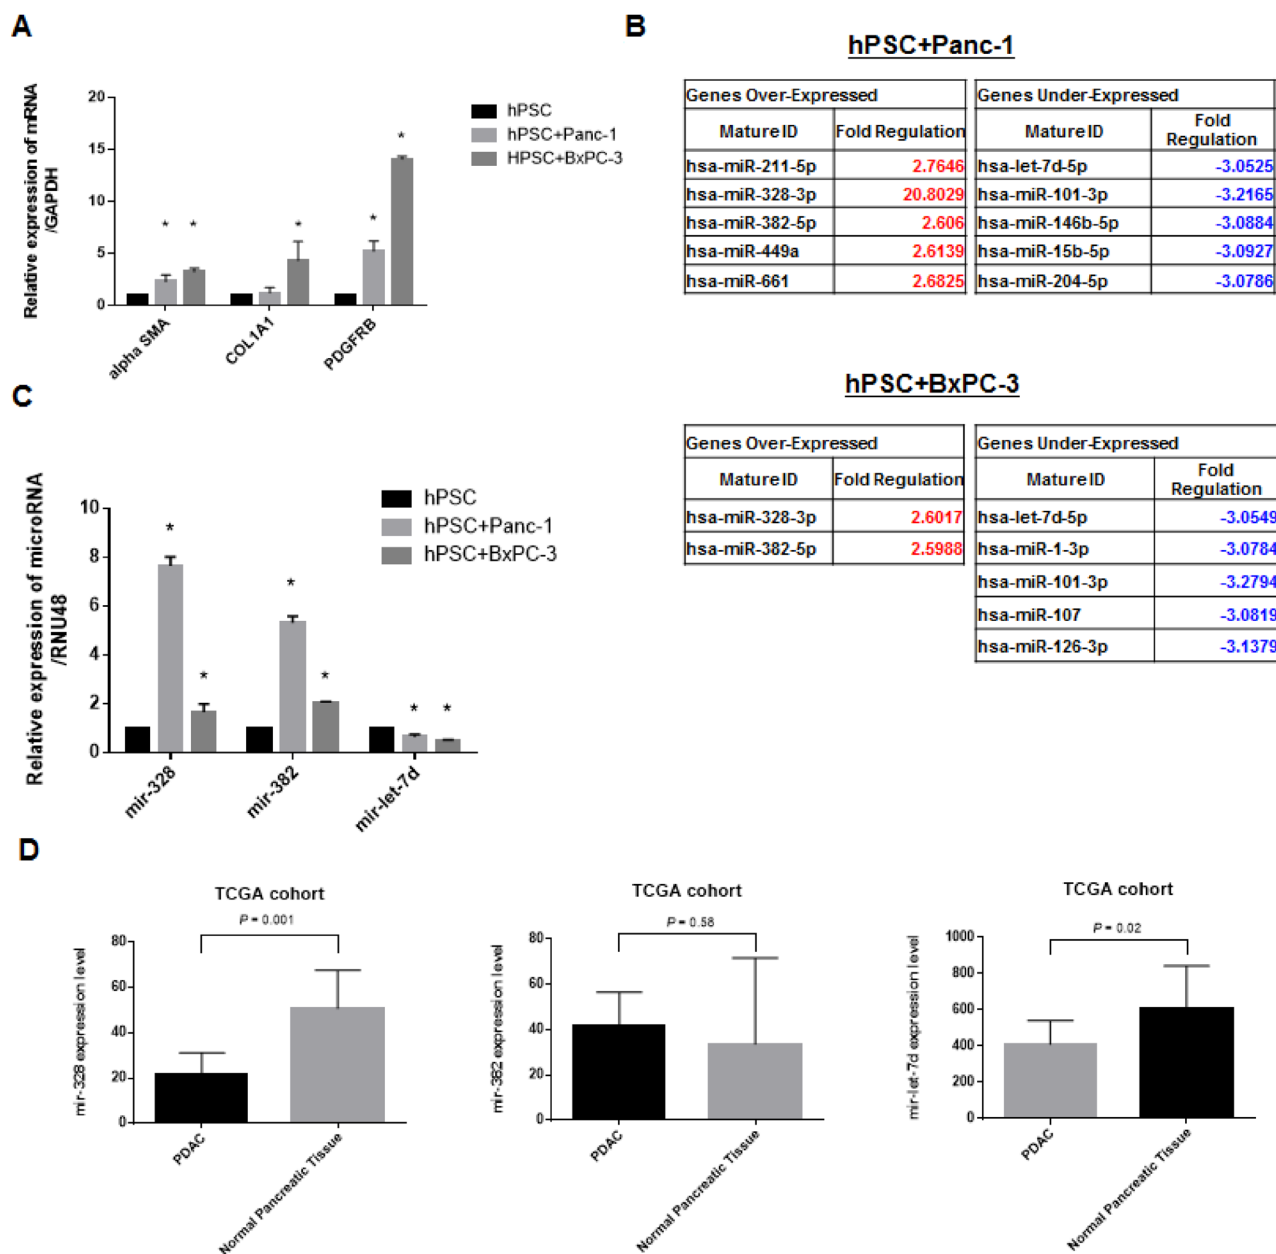 A
Relative expression of mRNA
/GAPDH
20
15
10
5
0
hPSC
hPSC+Panc-1
HPSC+BxPC-3
*
*
*
*
*
alpha SMA
COL1A1
PDGFRB
B
hPSC+Panc-1
Genes Over-Expressed
Genes Under-Expressed
Mature ID Fold Regulation
Mature ID Fold Regulation
hsa-miR-211-5p 2.7646 hsa-let-7d-5p -3.0525
hsa-miR-328-3p 20.8029 hsa-miR-101-3p -3.2165
hsa-miR-382-5p 2.606 hsa-miR-146b-5p -3.0884
hsa-miR-449a 2.6139 hsa-miR-15b-5p -3.0927
hsa-miR-661 2.6825 hsa-miR-204-5p -3.0786
hPSC+BxPC-3
Genes Over-Expressed
Genes Under-Expressed
Mature ID Fold Regulation
Mature ID Fold Regulation
hsa-miR-328-3p 2.6017 hsa-let-7d-5p -3.0549
hsa-miR-382-5p 2.5988 hsa-miR-1-3p -3.0784
hsa-miR-101-3p -3.2794
hsa-miR-107 -3.0819
hsa-miR-126-3p -3.1379
C
Relative expression of microRNA
/RNU48
10
8
6
4
2
0
hPSC
hPSC+Panc-1
hPSC+BxPC-3
*
*
*
*
*
*
mir-328
mir-382
mir-let-7d
D
TCGA cohort
P = 0.001
mir-328 expression level
80
60
40
20
0
PDAC
Normal Pancreatic Tissue
TCGA cohort
P = 0.58
mir-382 expression level
80
60
40
20
0
PDAC
Normal Pancreatic Tissue
TCGA cohort
P = 0.02
mir-let-7d expression level
1000
800
600
400
200
0
PDAC
Normal Pancreatic Tissue